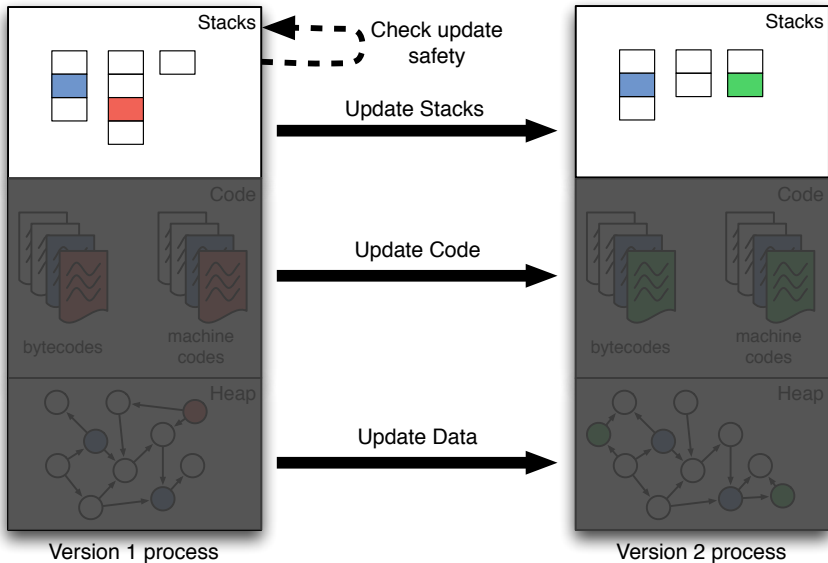 Stacks
Check update
safety
Stacks
Update Stacks
Code
Code
Update Code
bytecodes
machine
codes
bytecodes
machine
codes
Heap
Heap
Update Data
Version 1 process
Version 2 process